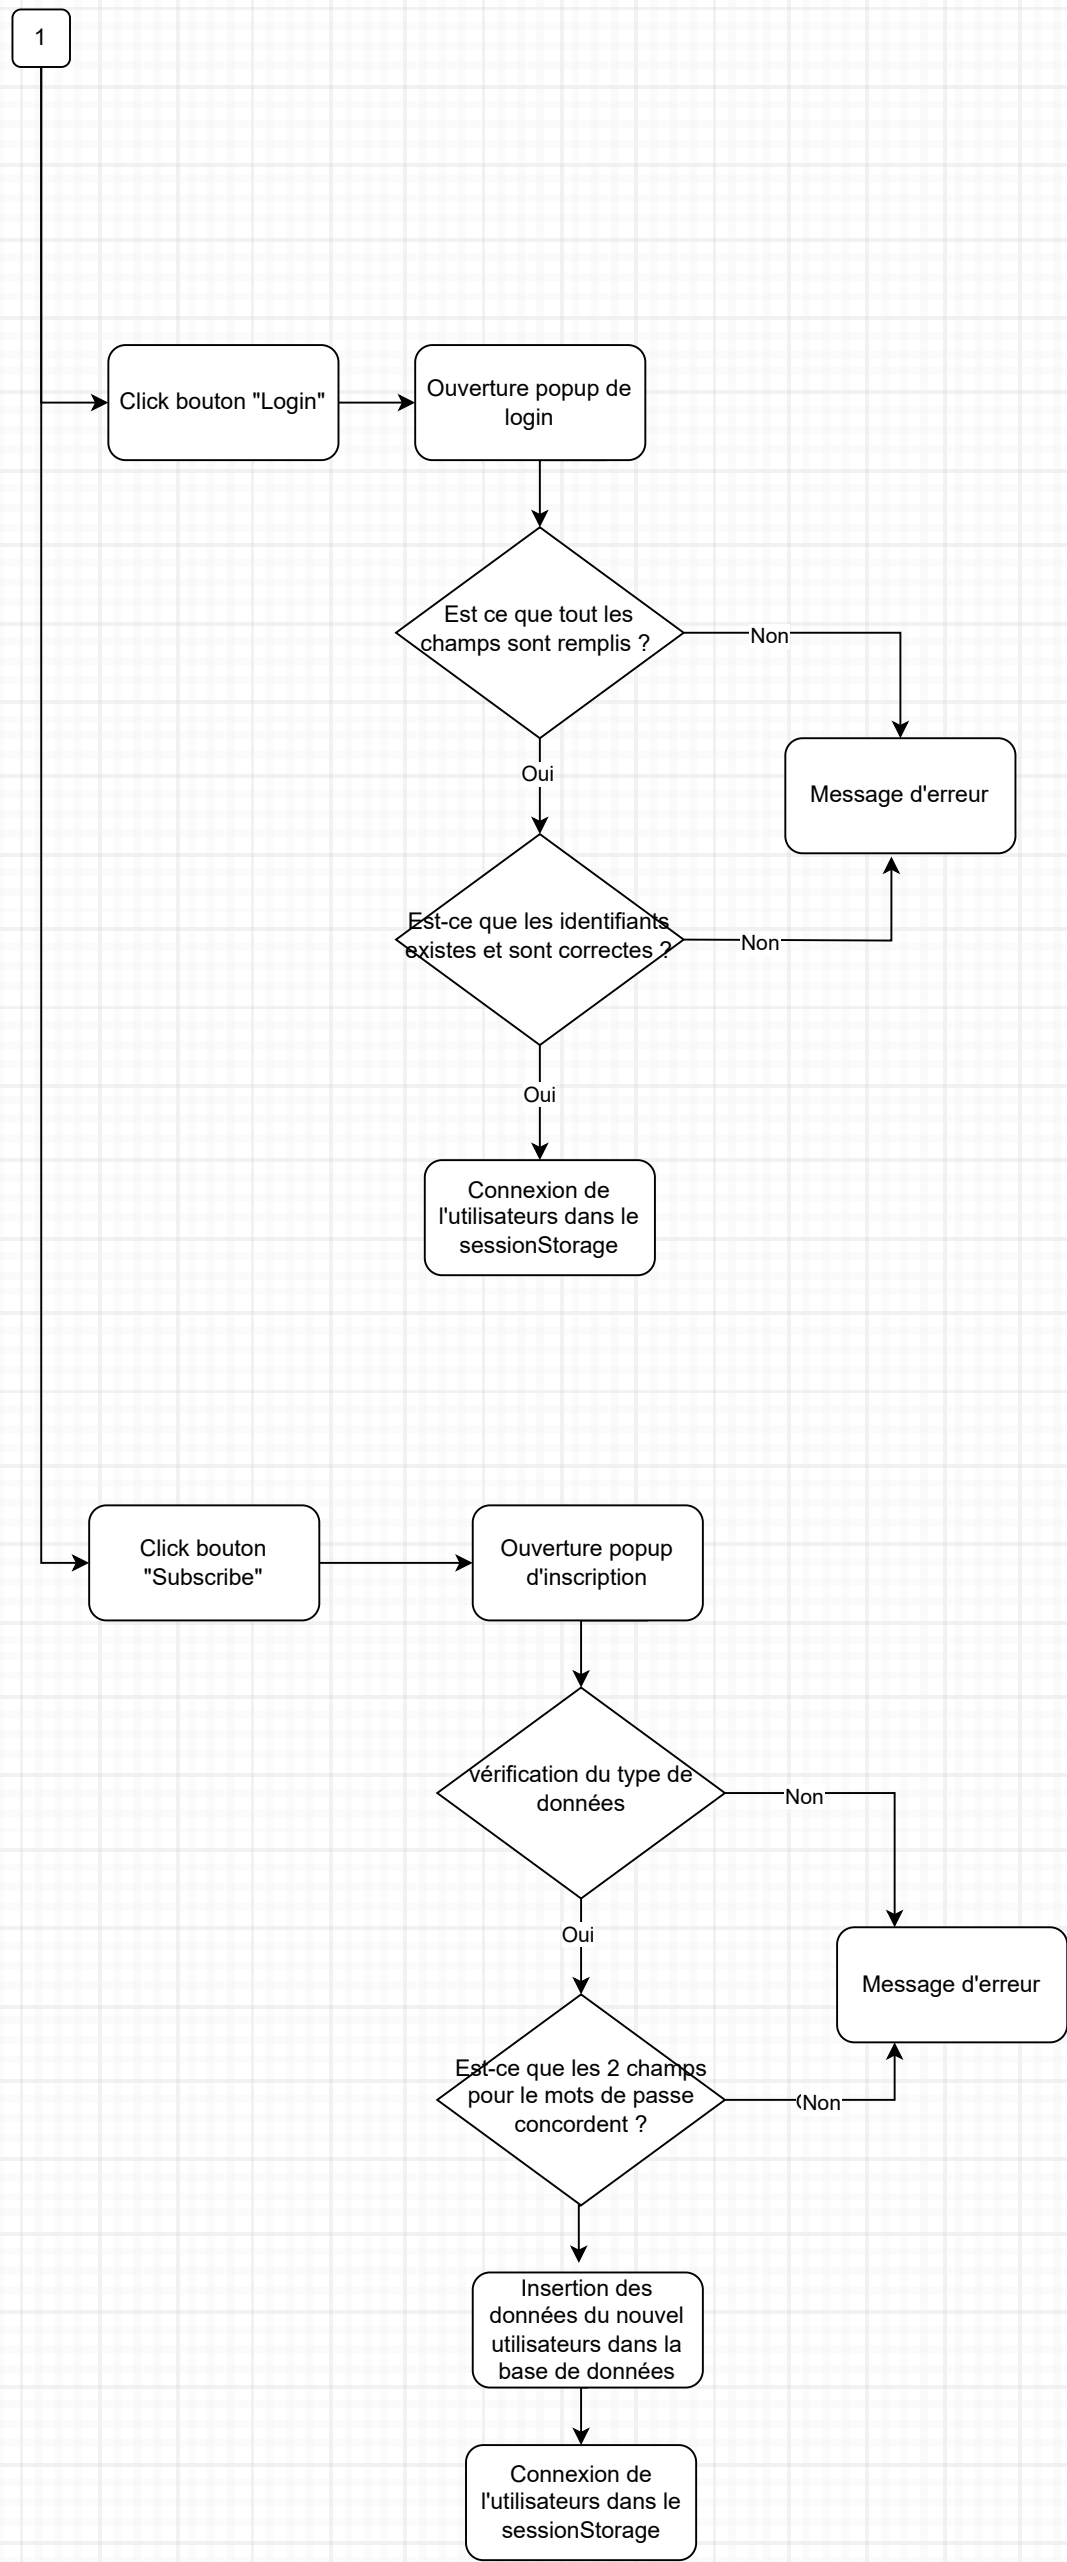 1
Click bouton "Login"
Ouverture popup de
login
Est ce que tout les
champs sont remplis ?
Non
Oui
Message d'erreur
Est-ce que les identifiants
existes et sont correctes ?
Non
Oui
Connexion de
l'utilisateurs dans le
sessionStorage
Click bouton
"Subscribe"
Ouverture popup
d'inscription
vérification du type de
données
Non
Oui
Message d'erreur
Est-ce que les 2 champs
pour le mots de passe
concordent ?
Non
Insertion des
données du nouvel
utilisateurs dans la
base de données
Connexion de
l'utilisateurs dans le
sessionStorage